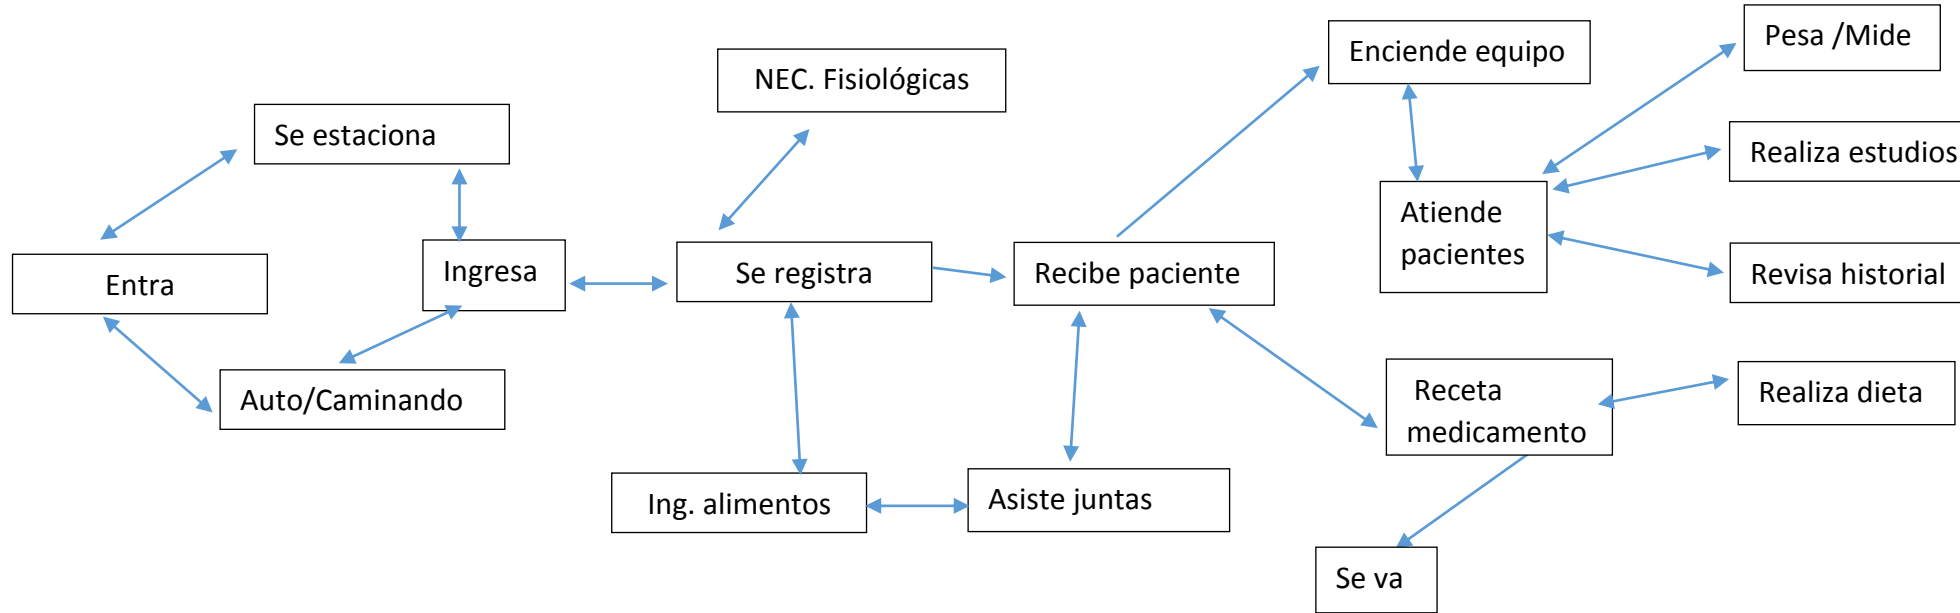 Entra
Se estaciona
Auto/Caminando
Ingresa
NEC. Fisiológicas
Se registra
Ing. alimentos
Asiste juntas
Recibe paciente
Enciende equipo
Atiende
pacientes
Pesa /Mide
Realiza estudios
Revisa historial
Receta
medicamento
Realiza dieta
Se va